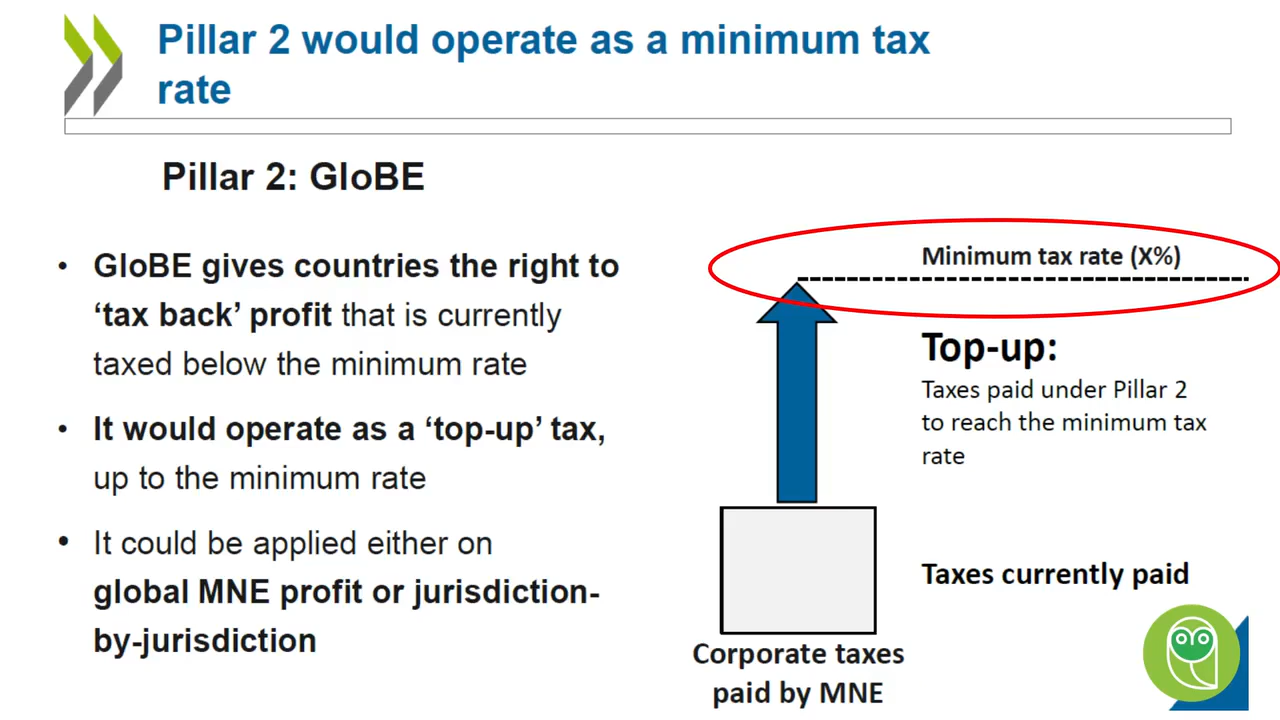 Pillar 2 would operate as a minimum tax
rate
Pillar 2: GloBE
• GloBE gives countries the right to
‘tax back’ profit that is currently
taxed below the minimum rate
• It would operate as a ‘top-up’ tax,
up to the minimum rate
• It could be applied either on
global MNE profit or jurisdiction-
by-jurisdiction
Minimum tax rate (X%)
Top-up:
Taxes paid under Pillar 2
to reach the minimum tax
rate
Taxes currently paid
Corporate taxes
paid by MNE